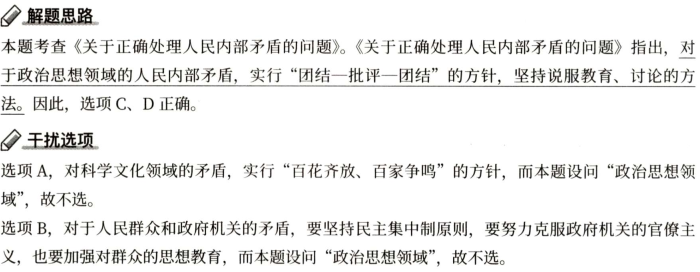 解题思路
本题考查《关于正确处理人民内部矛盾的问题》。《关于正确处理人民内部矛盾的问题》指出，对
于政治思想领域的人民内部矛盾，实行“团结—批评—团结”的方针，坚持说服教育、讨论的方
法。因此，选项 C、D 正确。
干扰选项
选项 A，对科学文化领域的矛盾，实行“百花齐放、百家争鸣”的方针，而本题设问“政治思想领
域”，故不选。
选项 B，对于人民群众和政府机关的矛盾，要坚持民主集中制原则，要努力克服政府机关的官僚主
义，也要加强对群众的思想教育，而本题设问“政治思想领域”，故不选。